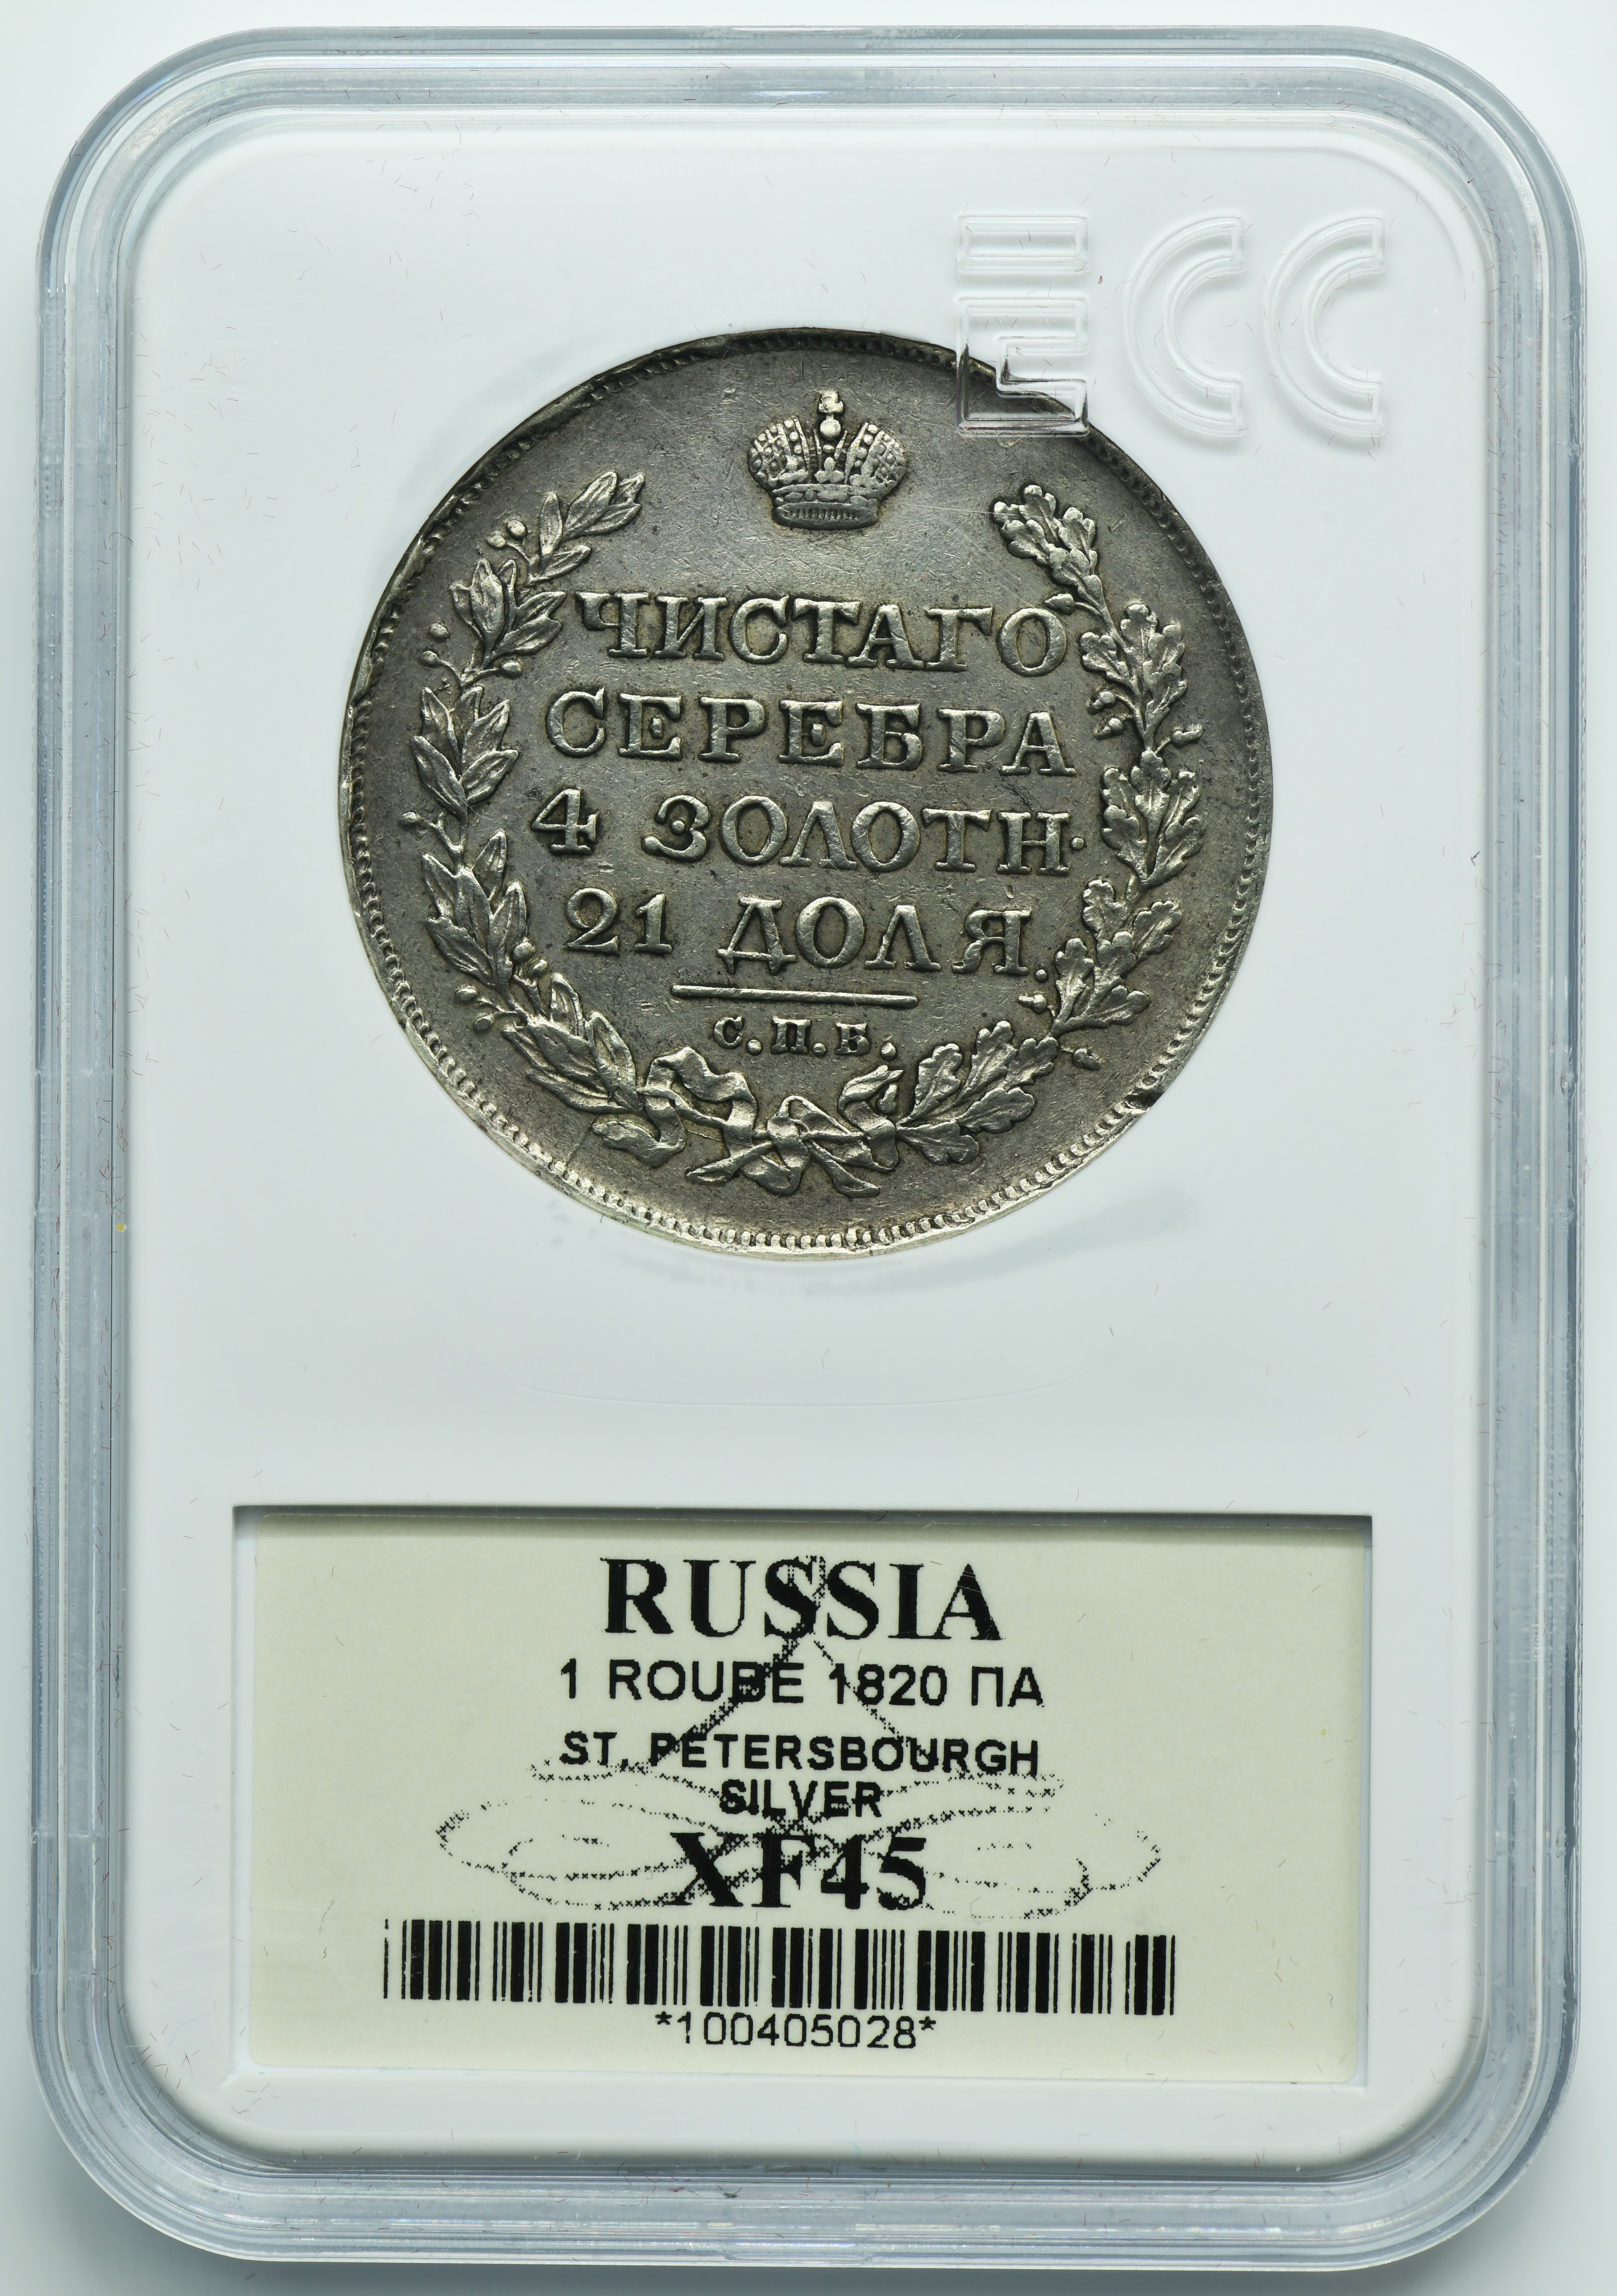 ECC
ЧИСТАГО
СЕРЕБРА
4 ЗОЛОТН·
21 ДОЛЯ.
С.П.Б.
RUSSIA
1 ROUBE 1820 ПА
ST, PETERSBOURGH
SILVER
XF45
*100405028*